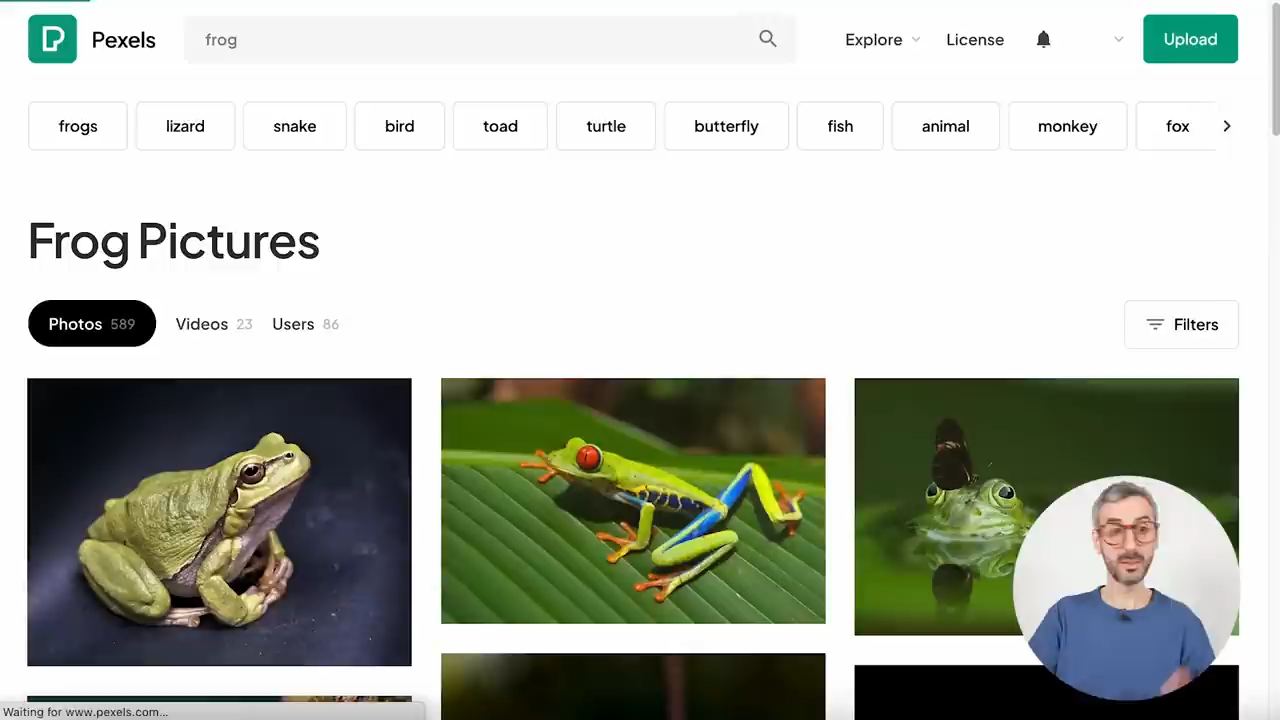 Pexels
frog
Explore
License
Upload
frogs
lizard
snake
bird
toad
turtle
butterfly
fish
animal
monkey
fox
Frog Pictures
Photos 589
Videos 23
Users 86
Filters
Waiting for www.pexels.com...